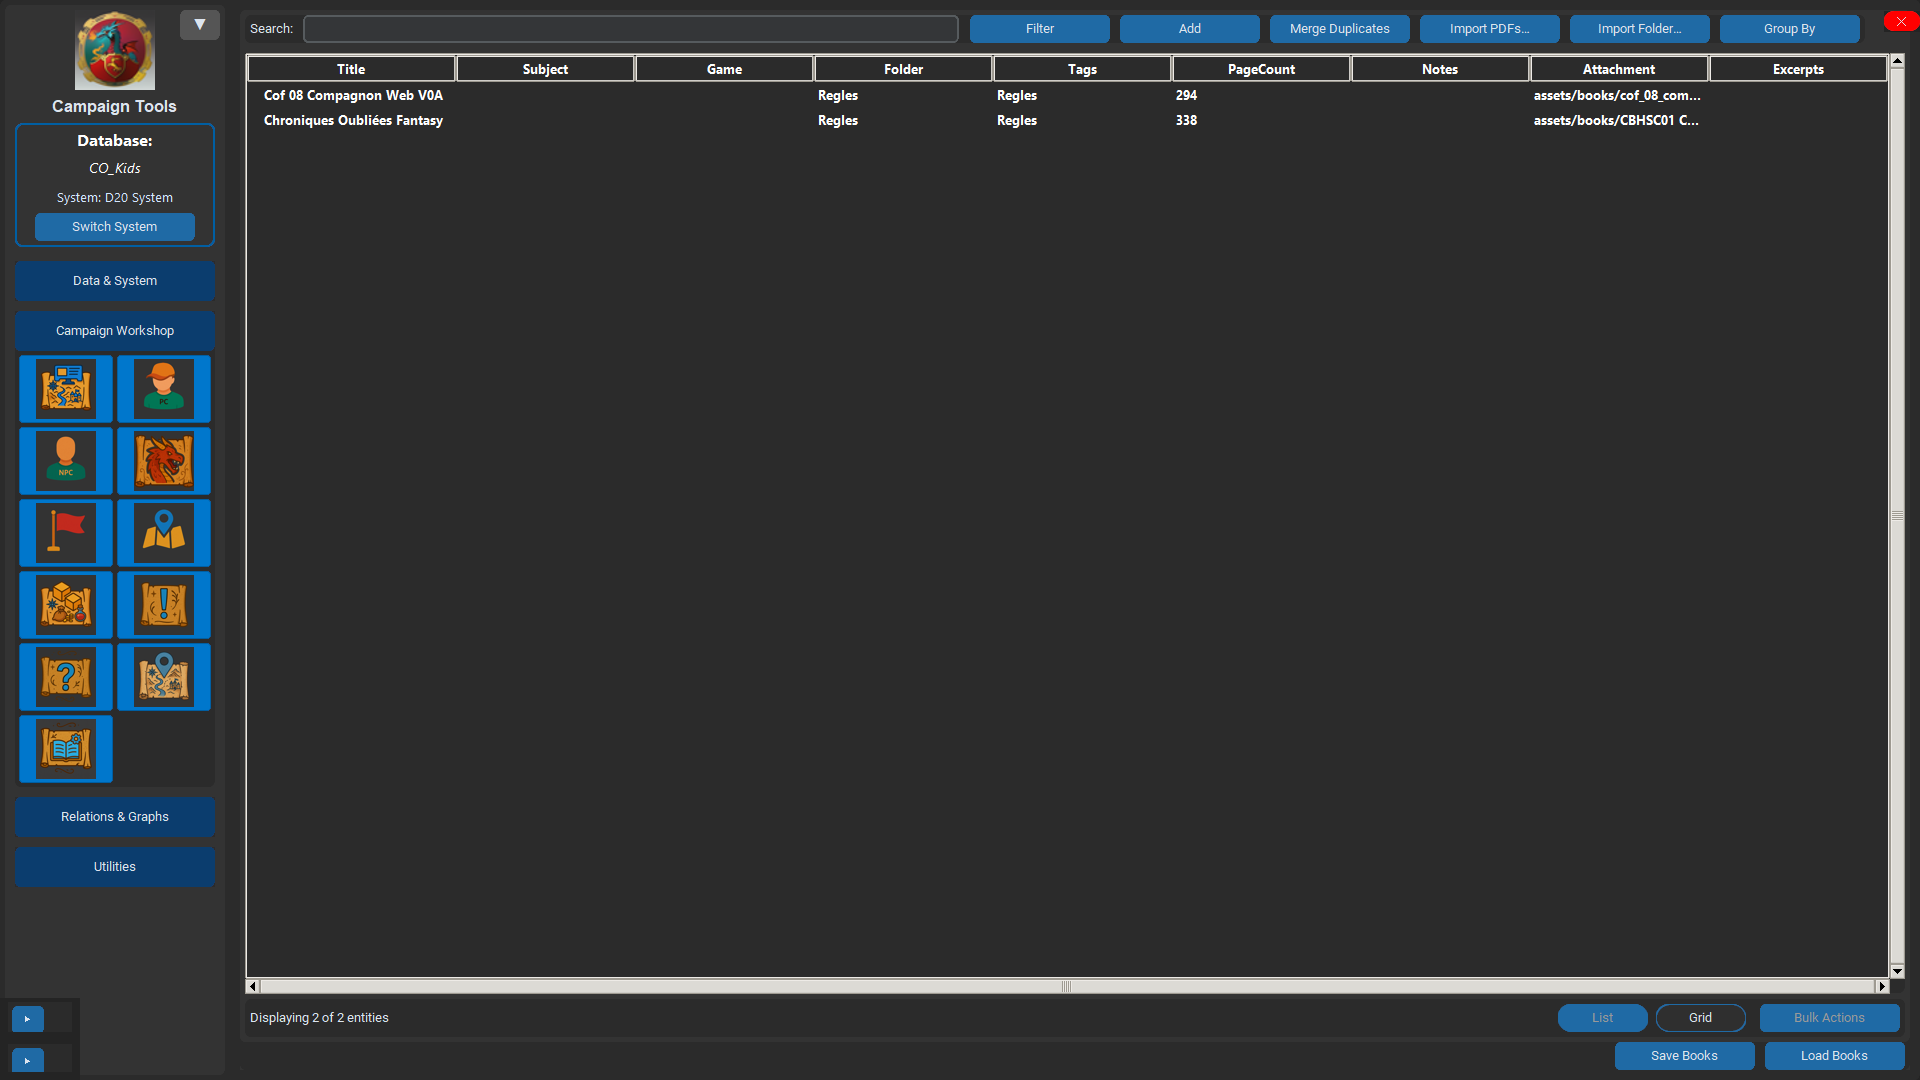 ▼
Campaign Tools
Database:
CO_Kids
System: D20 System
Switch System
Data & System
Campaign Workshop
PC
NPC
Relations & Graphs
Utilities
Search:
Filter
Add
Merge Duplicates
Import PDFs...
Import Folder...
Group By
Title Subject Game Folder Tags PageCount Notes Attachment Excerpts
Cof 08 Compagnon Web V0A Regles Regles 294 assets/books/cof_08_com...
Chroniques Oubliées Fantasy Regles Regles 338 assets/books/CBHSC01 C...
Displaying 2 of 2 entities
List
Grid
Bulk Actions
Save Books
Load Books